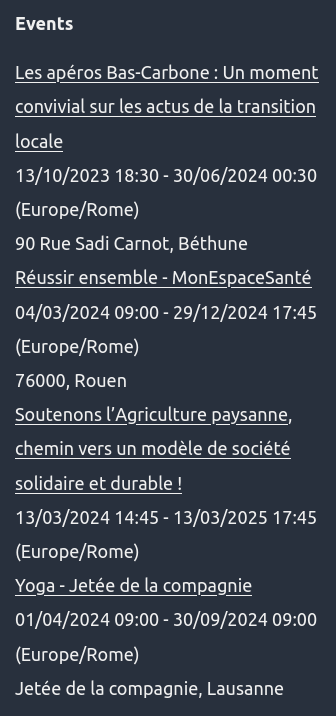 Events
Les apéros Bas-Carbone : Un moment
convivial sur les actus de la transition
locale
13/10/2023 18:30 - 30/06/2024 00:30
(Europe/Rome)
90 Rue Sadi Carnot, Béthune
Réussir ensemble - MonEspaceSanté
04/03/2024 09:00 - 29/12/2024 17:45
(Europe/Rome)
76000, Rouen
Soutenons l’Agriculture paysanne,
chemin vers un modèle de société
solidaire et durable !
13/03/2024 14:45 - 13/03/2025 17:45
(Europe/Rome)
Yoga - Jetée de la compagnie
01/04/2024 09:00 - 30/09/2024 09:00
(Europe/Rome)
Jetée de la compagnie, Lausanne